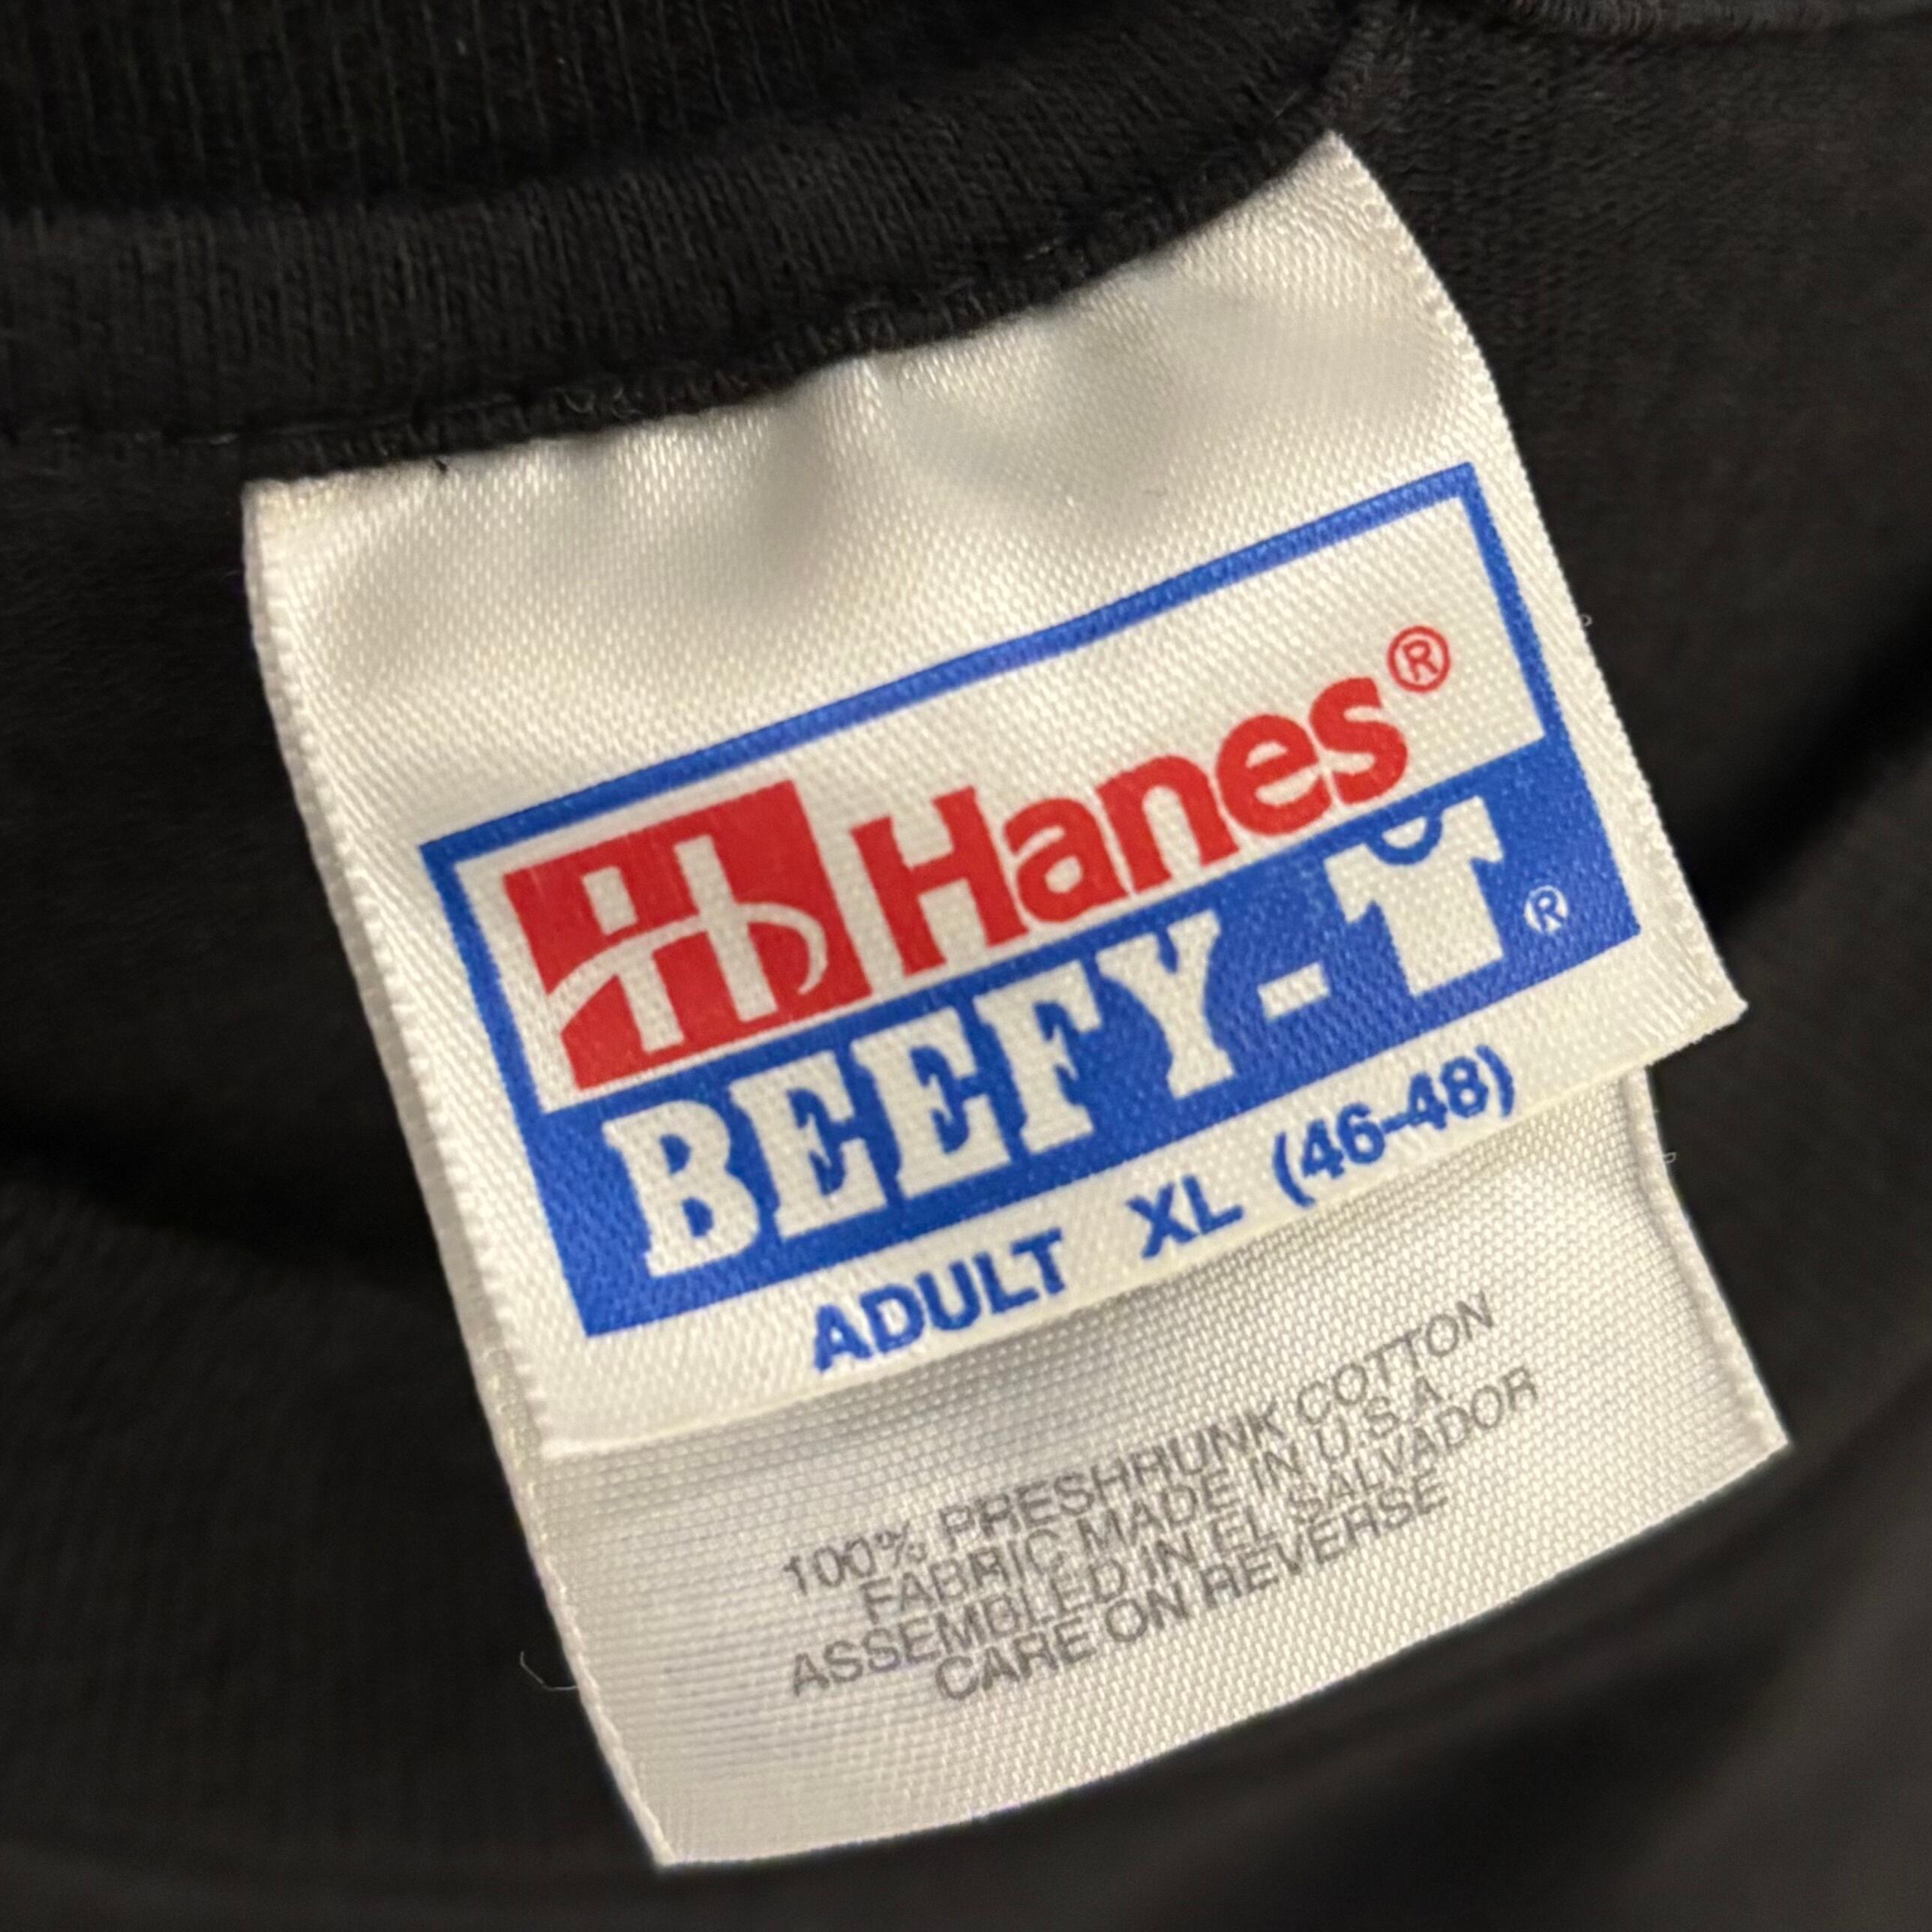 Hanes®
BEEFY-T®
ADULT XL (46-48)
100% PRESHRUNK COTTON
FABRIC MADE IN U.S.A.
ASSEMBLED IN EL SALVADOR
CARE ON REVERSE